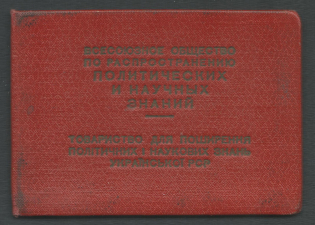 ВСЕСОЮЗНОЕ ОБЩЕСТВО
ПО РАСПРОСТРАНЕНИЮ
ПОЛИТИЧЕСКИХ
И НАУЧНЫХ
ЗНАНИЙ
ТОВАРИСТВО ДЛЯ ПОШИРЕННЯ
ПОЛІТИЧНИХ І НАУКОВИХ ЗНАНЬ
УКРАЇНСЬКОЇ РСР